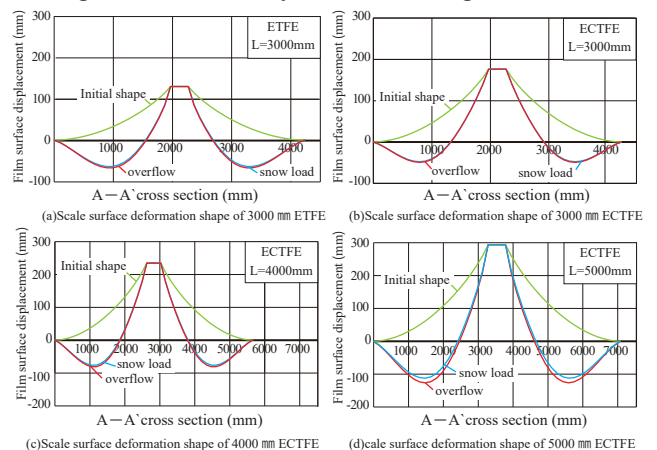 300
200
100
0
-100
Film surface displacement (mm)
ETFE
L=3000mm
Initial shape
1000 2000 3000 4000
overflow
snow load
A－A`cross section (mm)
(a)Scale surface deformation shape of 3000 ㎜ ETFE
300
200
100
0
-100
Film surface displacement (mm)
ECTFE
L=3000mm
Initial shape
1000 2000 3000 4000
overflow
snow load
A－A`cross section (mm)
(b)Scale surface deformation shape of 3000 ㎜ ECTFE
300
200
100
0
-100
-200
Film surface displacement (mm)
ECTFE
L=4000mm
Initial shape
1000 2000 3000 4000 5000 6000 7000
snow load
overflow
A－A`cross section (mm)
(c)Scale surface deformation shape of 4000 ㎜ ECTFE
300
200
100
0
-100
-200
Film surface displacement (mm)
ECTFE
L=5000mm
Initial shape
1000 2000 3000 4000 5000 6000 7000
snow load
overflow
A－A`cross section (mm)
(d)cale surface deformation shape of 5000 ㎜ ECTFE